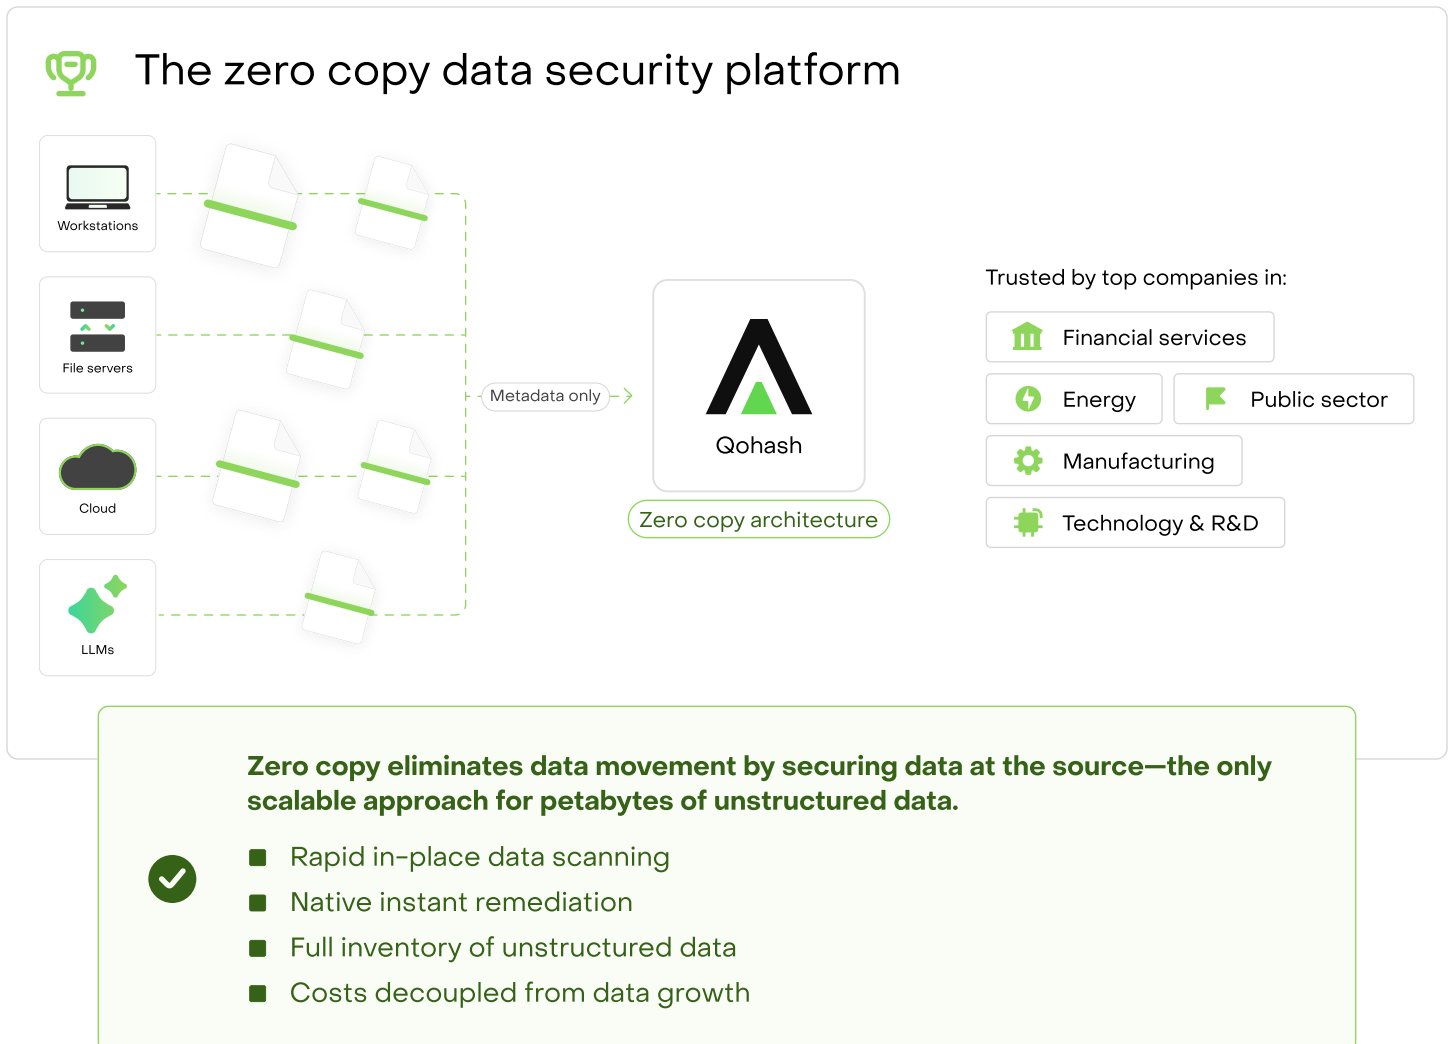 The zero copy data security platform
Workstations
File servers
Cloud
LLMs
Metadata only
Qohash
Zero copy architecture
Trusted by top companies in:
Financial services
Energy
Public sector
Manufacturing
Technology & R&D
Zero copy eliminates data movement by securing data at the source—the only
scalable approach for petabytes of unstructured data.
Rapid in-place data scanning
Native instant remediation
Full inventory of unstructured data
Costs decoupled from data growth